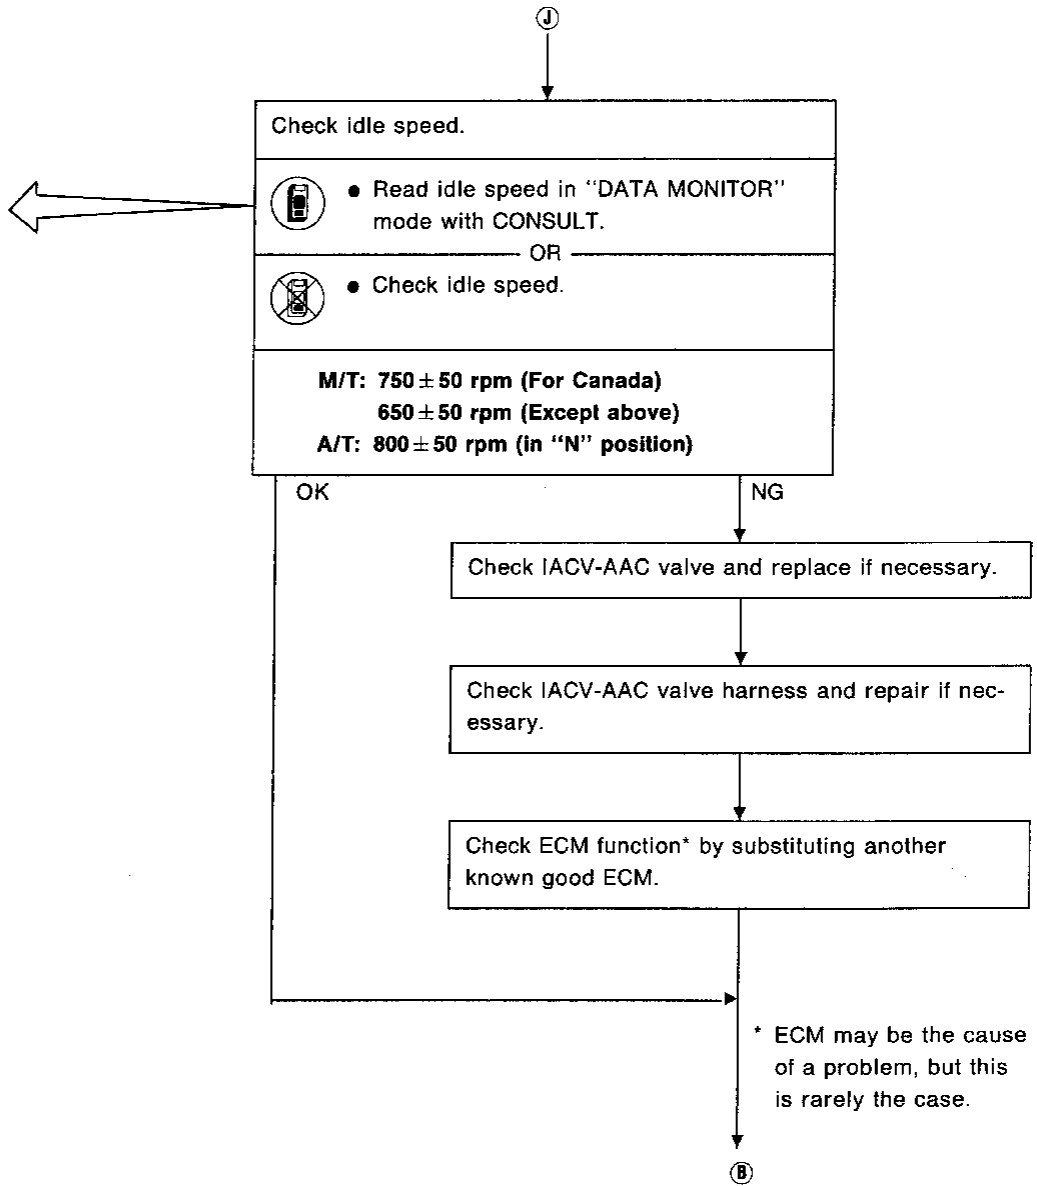 J
Check idle speed.
● Read idle speed in “DATA MONITOR”
mode with CONSULT.
OR
● Check idle speed.
M/T: 750 ± 50 rpm (For Canada)
650 ± 50 rpm (Except above)
A/T: 800 ± 50 rpm (in “N” position)
OK
NG
Check IACV-AAC valve and replace if necessary.
Check IACV-AAC valve harness and repair if nec-
essary.
Check ECM function* by substituting another
known good ECM.
* ECM may be the cause
of a problem, but this
is rarely the case.
B